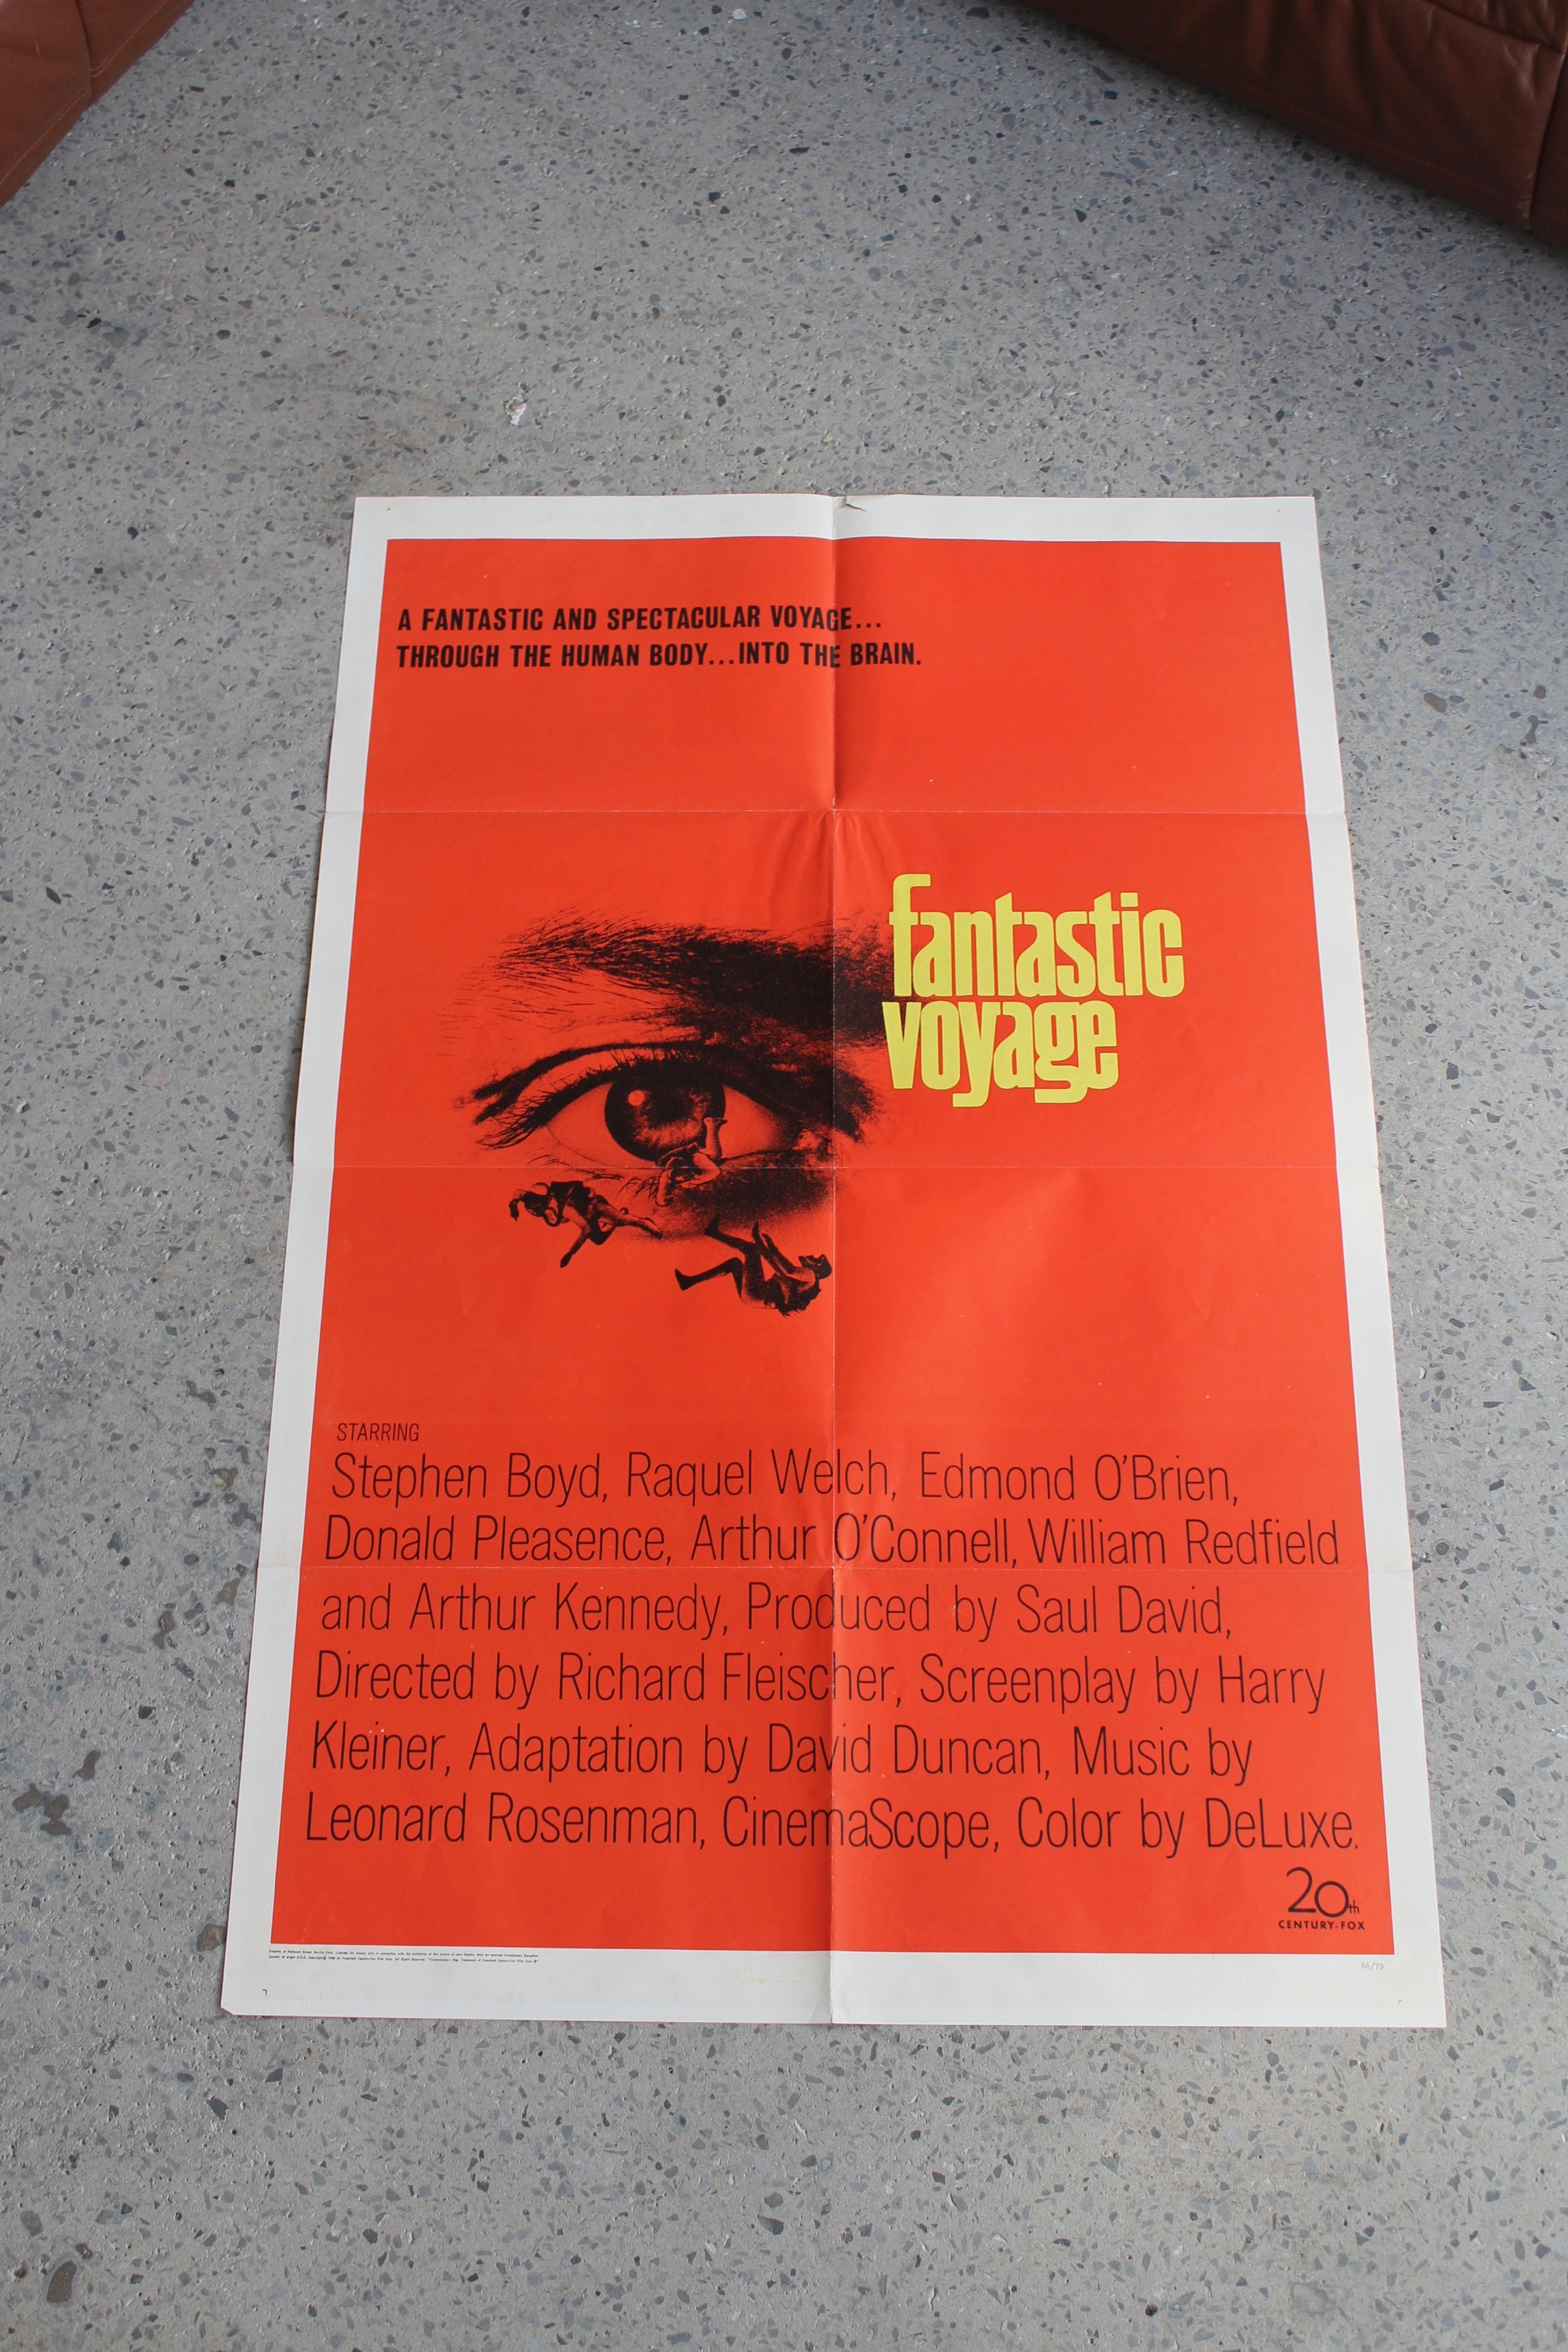 A FANTASTIC AND SPECTACULAR VOYAGE...
THROUGH THE HUMAN BODY...INTO THE BRAIN.
fantastic
voyage
STARRING
Stephen Boyd, Raquel Welch, Edmond O'Brien,
Donald Pleasence, Arthur O'Connell, William Redfield
and Arthur Kennedy, Produced by Saul David,
Directed by Richard Fleischer, Screenplay by Harry
Kleiner, Adaptation by David Duncan, Music by
Leonard Rosenman, CinemaScope, Color by DeLuxe.
20th
CENTURY-FOX
66/79